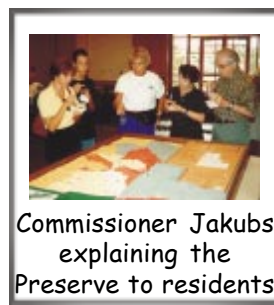 Commissioner Jakubs
explaining the
Preserve to residents